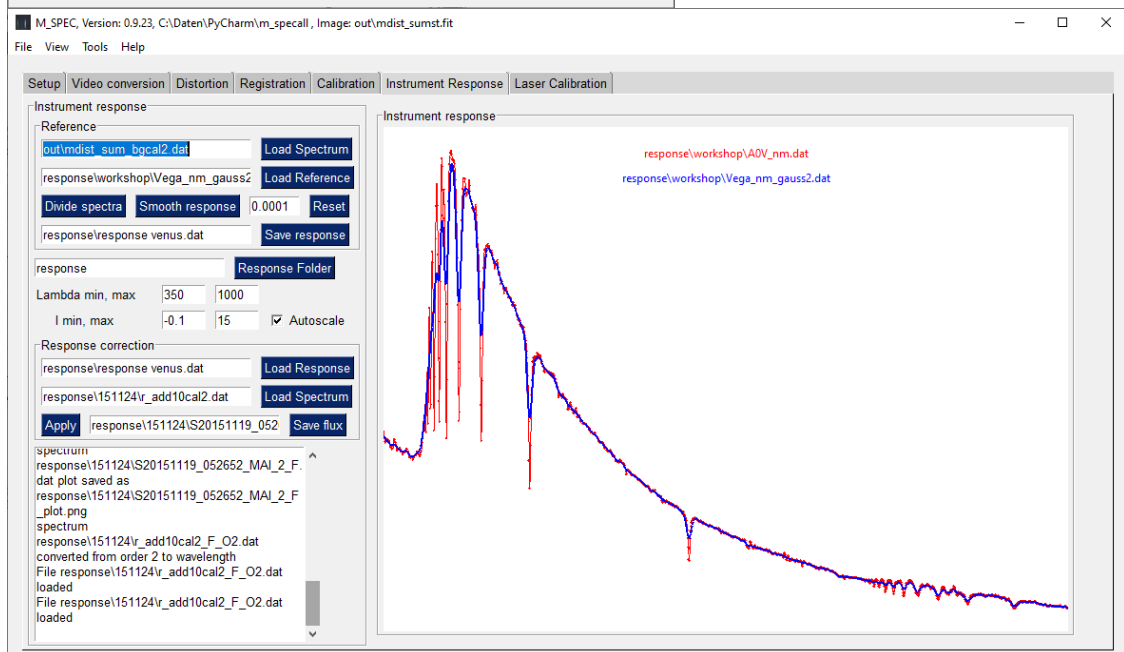 M_SPEC, Version: 0.9.23, C:\Daten\PyCharm\m_specall , Image: out\mdist_sumst.fit
File View Tools Help
Setup Video conversion Distortion Registration Calibration Instrument Response Laser Calibration
Instrument response
Reference
out\mdist_sum_bgcal2.dat Load Spectrum
response\workshop\Vega_nm_gauss2 Load Reference
Divide spectra Smooth response 0.0001 Reset
response\response venus.dat Save response
response Response Folder
Lambda min, max 350 1000
I min, max -0.1 15 Autoscale
Response correction
response\response venus.dat Load Response
response\151124\r_add10cal2.dat Load Spectrum
Apply response\151124\S20151119_052 Save flux
spectrum
response\151124\S20151119_052652_MAI_2_F.
dat plot saved as
response\151124\S20151119_052652_MAI_2_F
_plot.png
spectrum
response\151124\r_add10cal2_F_O2.dat
converted from order 2 to wavelength
File response\151124\r_add10cal2_F_O2.dat
loaded
File response\151124\r_add10cal2_F_O2.dat
loaded
Instrument response
response\workshop\A0V_nm.dat
response\workshop\Vega_nm_gauss2.dat